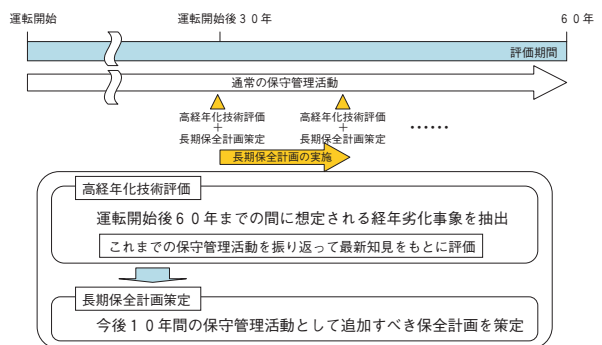 運転開始 運転開始後３０年 ６０年
評価期間
通常の保守管理活動
高経年化技術評価 高経年化技術評価
＋ ＋
長期保全計画策定 長期保全計画策定
……
長期保全計画の実施
高経年化技術評価
運転開始後６０年までの間に想定される経年劣化事象を抽出
これまでの保守管理活動を振り返って最新知見をもとに評価
長期保全計画策定
今後１０年間の保守管理活動として追加すべき保全計画を策定